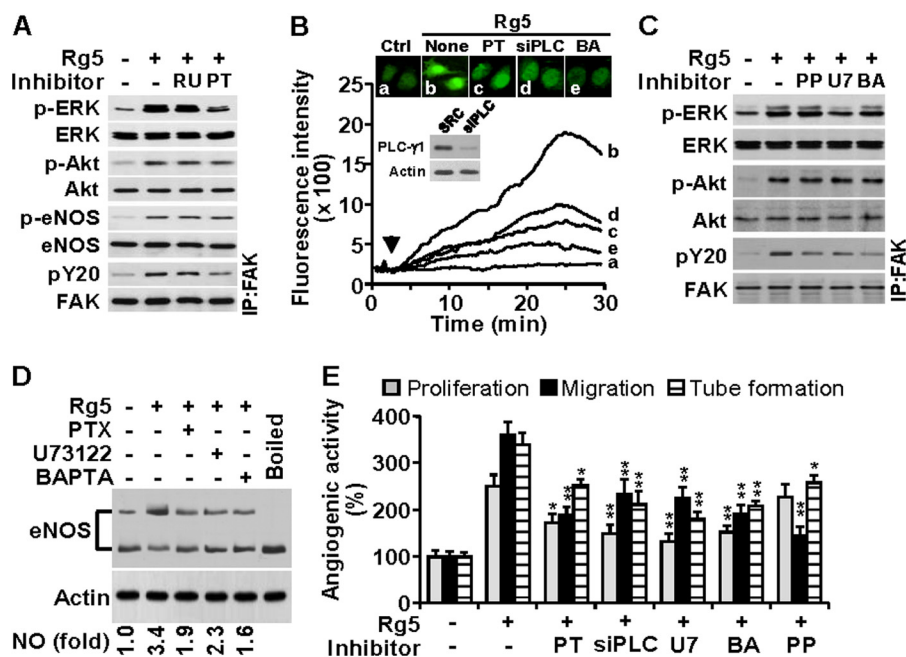 A
Rg5 - + + +
Inhibitor RU PT
p-ERK
ERK
p-Akt
Akt
p-eNOS
eNOS
pY20
FAK
IP:FAK
B
Rg5
Ctrl None PT siPLC BA
a b c d e
SRC siPLC
PLC-γ1
Actin
Fluorescence intensity
(x 100)
25
20
15
10
5
0
b
d
c
e
a
0 10 20 30
Time (min)
C
Rg5 - + + + +
Inhibitor - - PP U7 BA
p-ERK
ERK
p-Akt
Akt
pY20
FAK
IP:FAK
D
Rg5 - + + + +
PTX +
U73122 +
BAPTA +
Boiled
eNOS
Actin
NO (fold) 1.0 3.4 1.9 2.3 1.6
E
Proliferation Migration Tube formation
Angiogenic activity
(%)
400
300
200
100
0
* ** * ** ** ** ** ** ** ** ** ** ** *
Rg5 - + + + + + +
Inhibitor - - PT siPLC U7 BA PP